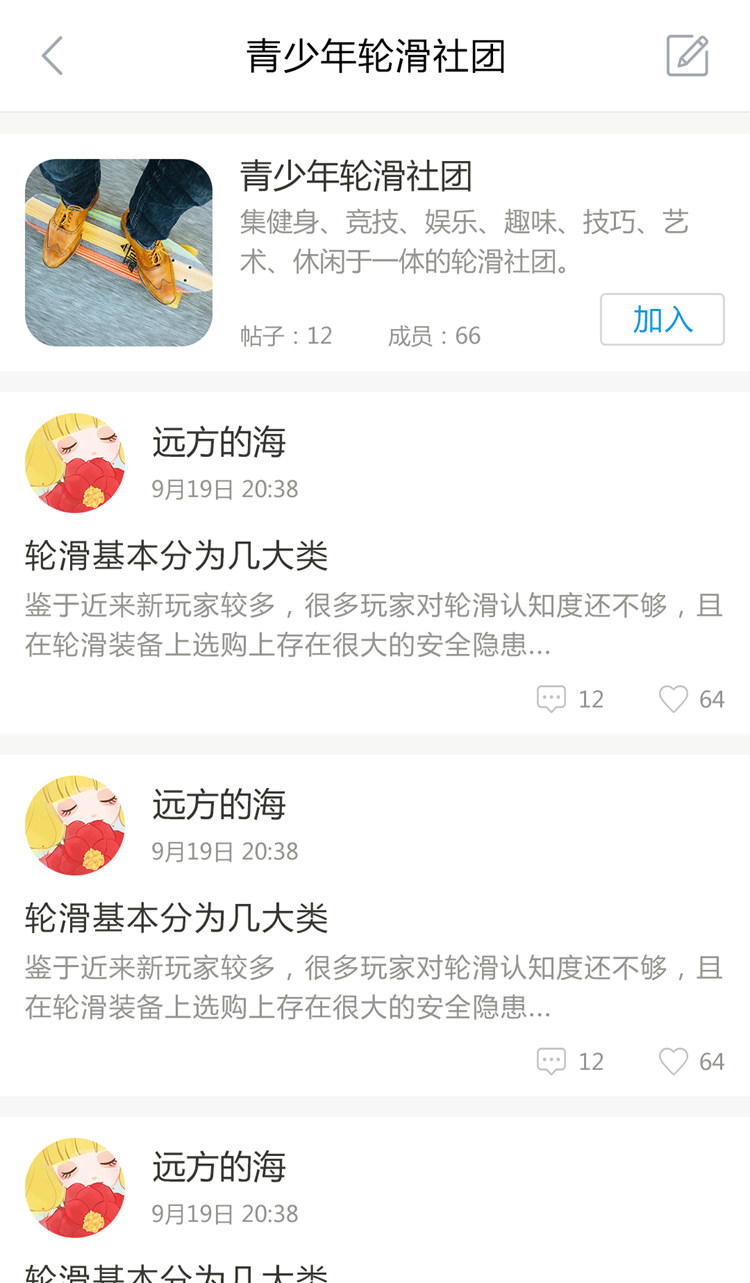 青少年轮滑社团
青少年轮滑社团
集健身、竞技、娱乐、趣味、技巧、艺
术、休闲于一体的轮滑社团。
帖子：12 成员：66 加入
远方的海
9月19日 20:38
轮滑基本分为几大类
鉴于近来新玩家较多，很多玩家对轮滑认知度还不够，且
在轮滑装备上选购上存在很大的安全隐患...
12 64
远方的海
9月19日 20:38
轮滑基本分为几大类
鉴于近来新玩家较多，很多玩家对轮滑认知度还不够，且
在轮滑装备上选购上存在很大的安全隐患...
12 64
远方的海
9月19日 20:38
轮滑基本分为几大类